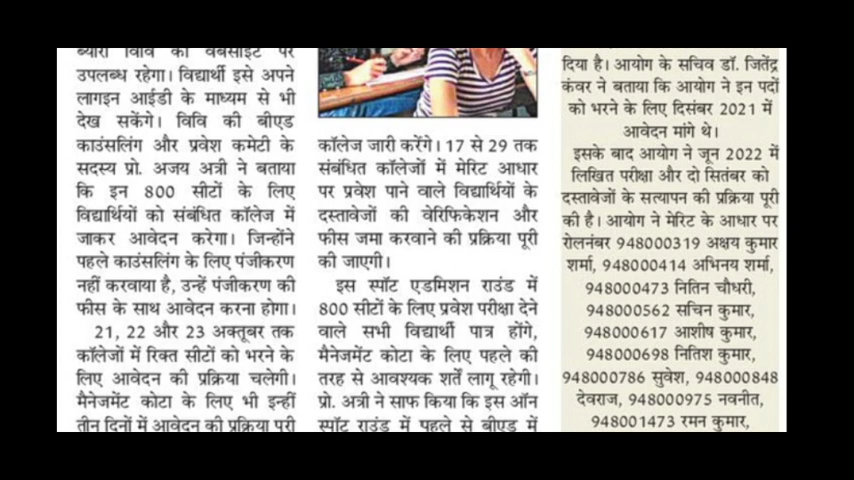 ब्यौरा विवि की वेबसाइट पर
उपलब्ध रहेगा। विद्यार्थी इसे अपने
लागइन आईडी के माध्यम से भी
देख सकेंगे। विवि की बीएड
काउंसलिंग और प्रवेश कमेटी के
सदस्य प्रो. अजय अत्री ने बताया
कि इन 800 सीटों के लिए
विद्यार्थियों को संबंधित कॉलेज में
जाकर आवेदन करेगा। जिन्होंने
पहले काउंसलिंग के लिए पंजीकरण
नहीं करवाया है, उन्हें पंजीकरण की
फीस के साथ आवेदन करना होगा।
21, 22 और 23 अक्तूबर तक
कॉलेजों में रिक्त सीटों को भरने के
लिए आवेदन की प्रक्रिया चलेगी।
मैनेजमेंट कोटा के लिए भी इन्हीं
तीन दिनों में आवेदन की प्रक्रिया पूरी
कॉलेज जारी करेंगे। 17 से 29 तक
संबंधित कॉलेजों में मेरिट आधार
पर प्रवेश पाने वाले विद्यार्थियों के
दस्तावेजों की वेरिफिकेशन और
फीस जमा करवाने की प्रक्रिया पूरी
की जाएगी।
इस स्पॉट एडमिशन राउंड में
800 सीटों के लिए प्रवेश परीक्षा देने
वाले सभी विद्यार्थी पात्र होंगे,
मैनेजमेंट कोटा के लिए पहले की
तरह से आवश्यक शर्तें लागू रहेगी।
प्रो. अत्री ने साफ किया कि इस ऑन
स्पॉट राउंड में पहले से बीएड में
दिया है। आयोग के सचिव डॉ. जितेंद्र
कंवर ने बताया कि आयोग ने इन पदों
को भरने के लिए दिसंबर 2021 में
आवेदन मांगे थे।
इसके बाद आयोग ने जून 2022 में
लिखित परीक्षा और दो सितंबर को
दस्तावेजों के सत्यापन की प्रक्रिया पूरी
की है। आयोग ने मेरिट के आधार पर
रोलनंबर 948000319 अक्षय कुमार
शर्मा, 948000414 अभिनय शर्मा,
948000473 नितिन चौधरी,
948000562 सचिन कुमार,
948000617 आशीष कुमार,
948000698 नितिश कुमार,
948000786 सुवेश, 948000848
देवराज, 948000975 नवनीत,
948001473 रमन कुमार,